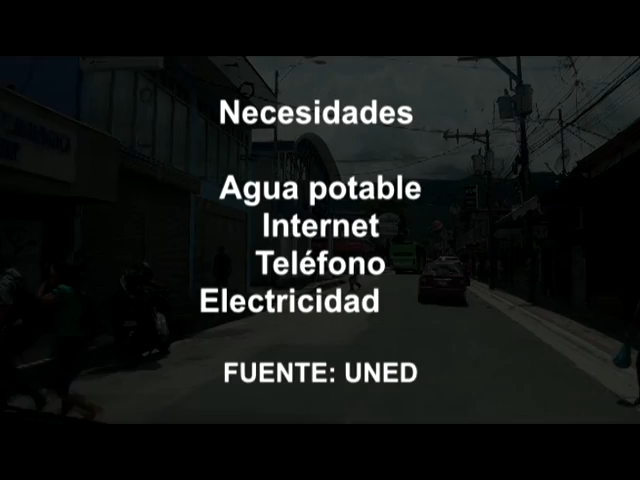 Necesidades
Agua potable
Internet
Teléfono
Electricidad
FUENTE: UNED